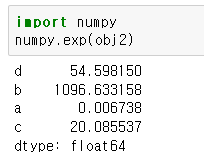 import numpy
numpy.exp(obj2)
d 54.598150
b 1096.633158
a 0.006738
c 20.085537
dtype: float64